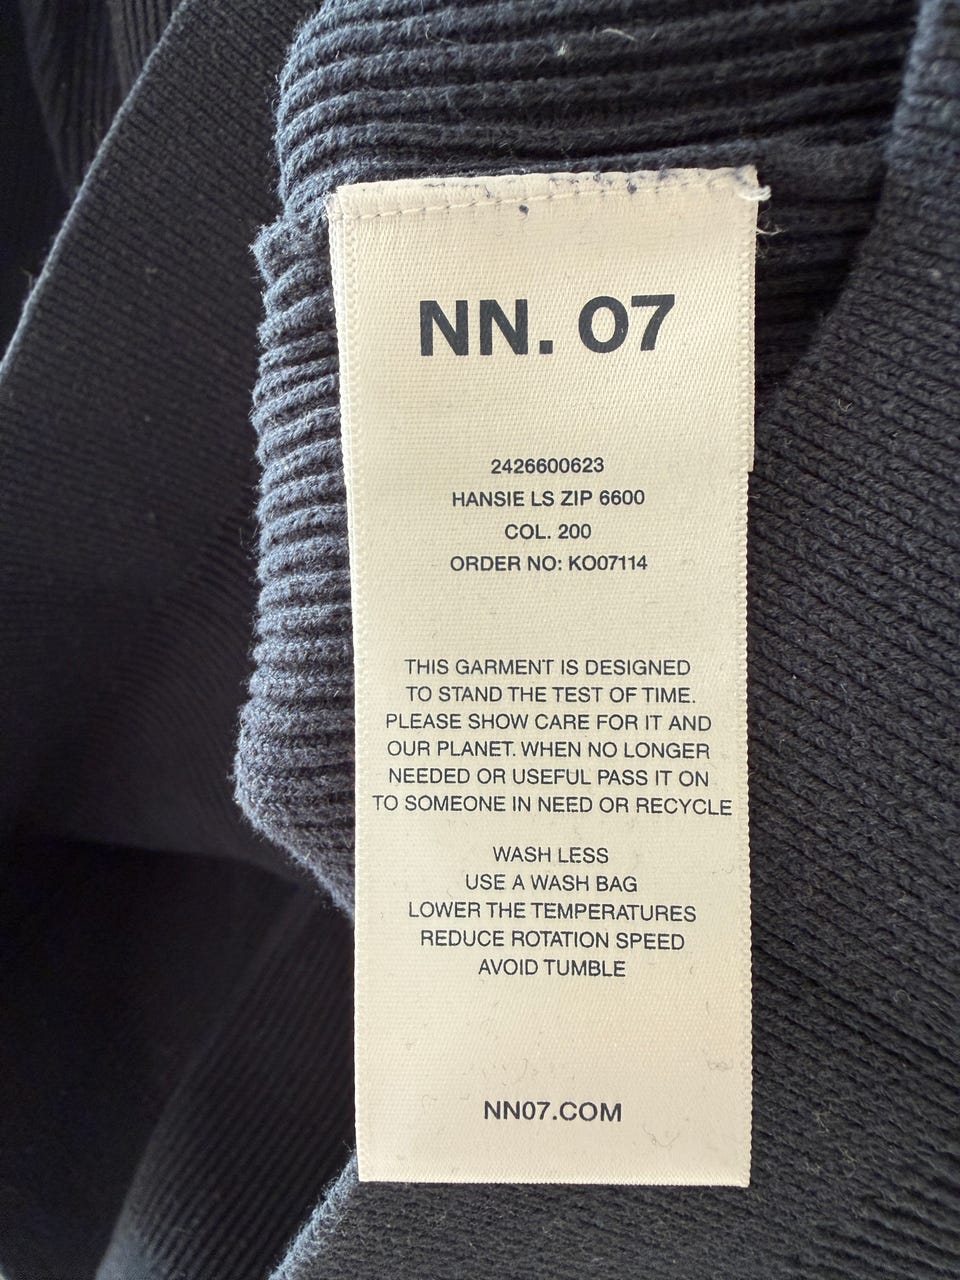 NN. 07
2426600623
HANSIE LS ZIP 6600
COL. 200
ORDER NO: KO07114
THIS GARMENT IS DESIGNED
TO STAND THE TEST OF TIME.
PLEASE SHOW CARE FOR IT AND
OUR PLANET. WHEN NO LONGER
NEEDED OR USEFUL PASS IT ON
TO SOMEONE IN NEED OR RECYCLE
WASH LESS
USE A WASH BAG
LOWER THE TEMPERATURES
REDUCE ROTATION SPEED
AVOID TUMBLE
NN07.COM